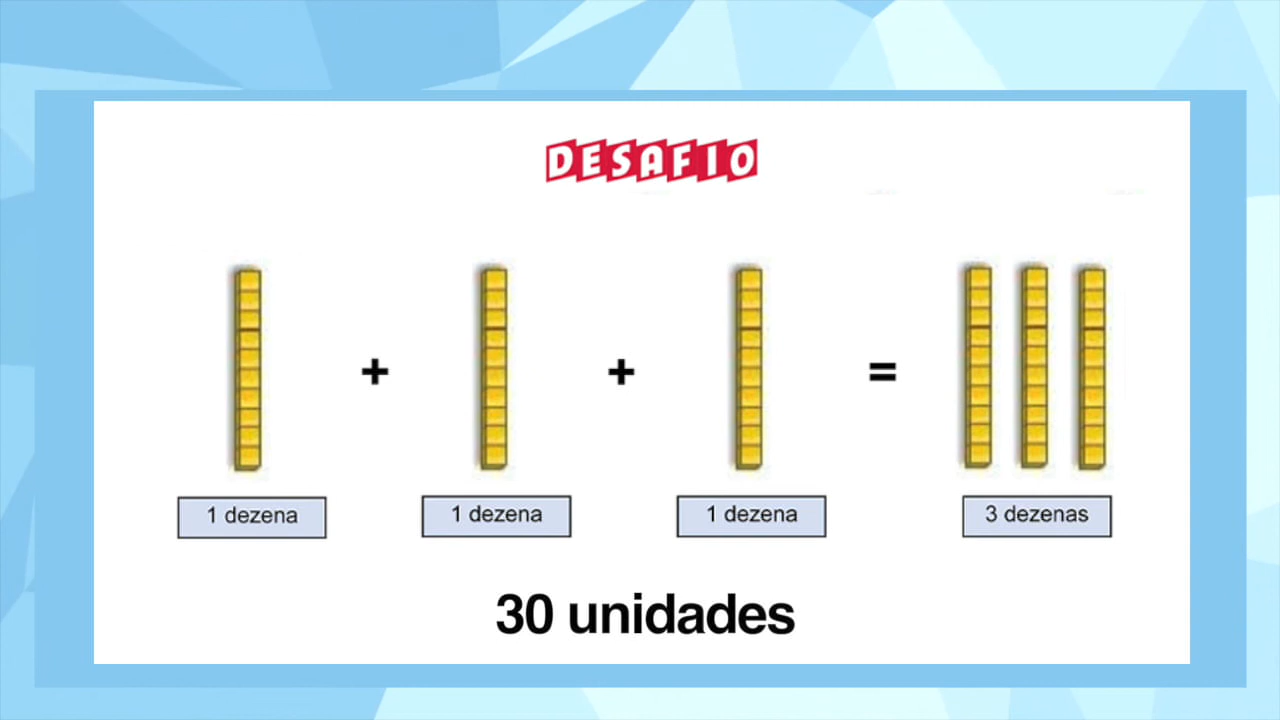 DESAFIO
+ + =
1 dezena 1 dezena 1 dezena 3 dezenas
30 unidades